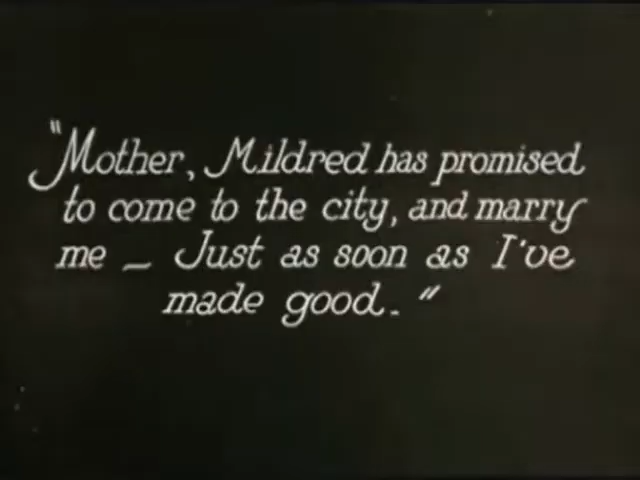 "Mother, Mildred has promised
to come to the city, and marry
me – Just as soon as I've
made good. "